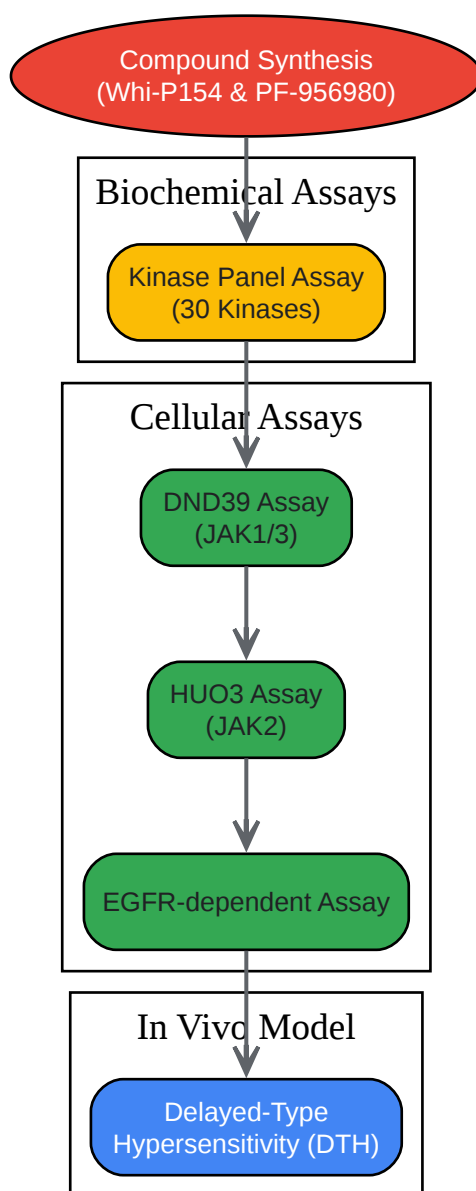 Compound Synthesis
(Whi-P154 & PF-956980)
Biochemical Assays
Kinase Panel Assay
(30 Kinases)
Cellular Assays
DND39 Assay
(JAK1/3)
HUO3 Assay
(JAK2)
EGFR-dependent Assay
In Vivo Model
Delayed-Type
Hypersensitivity (DTH)